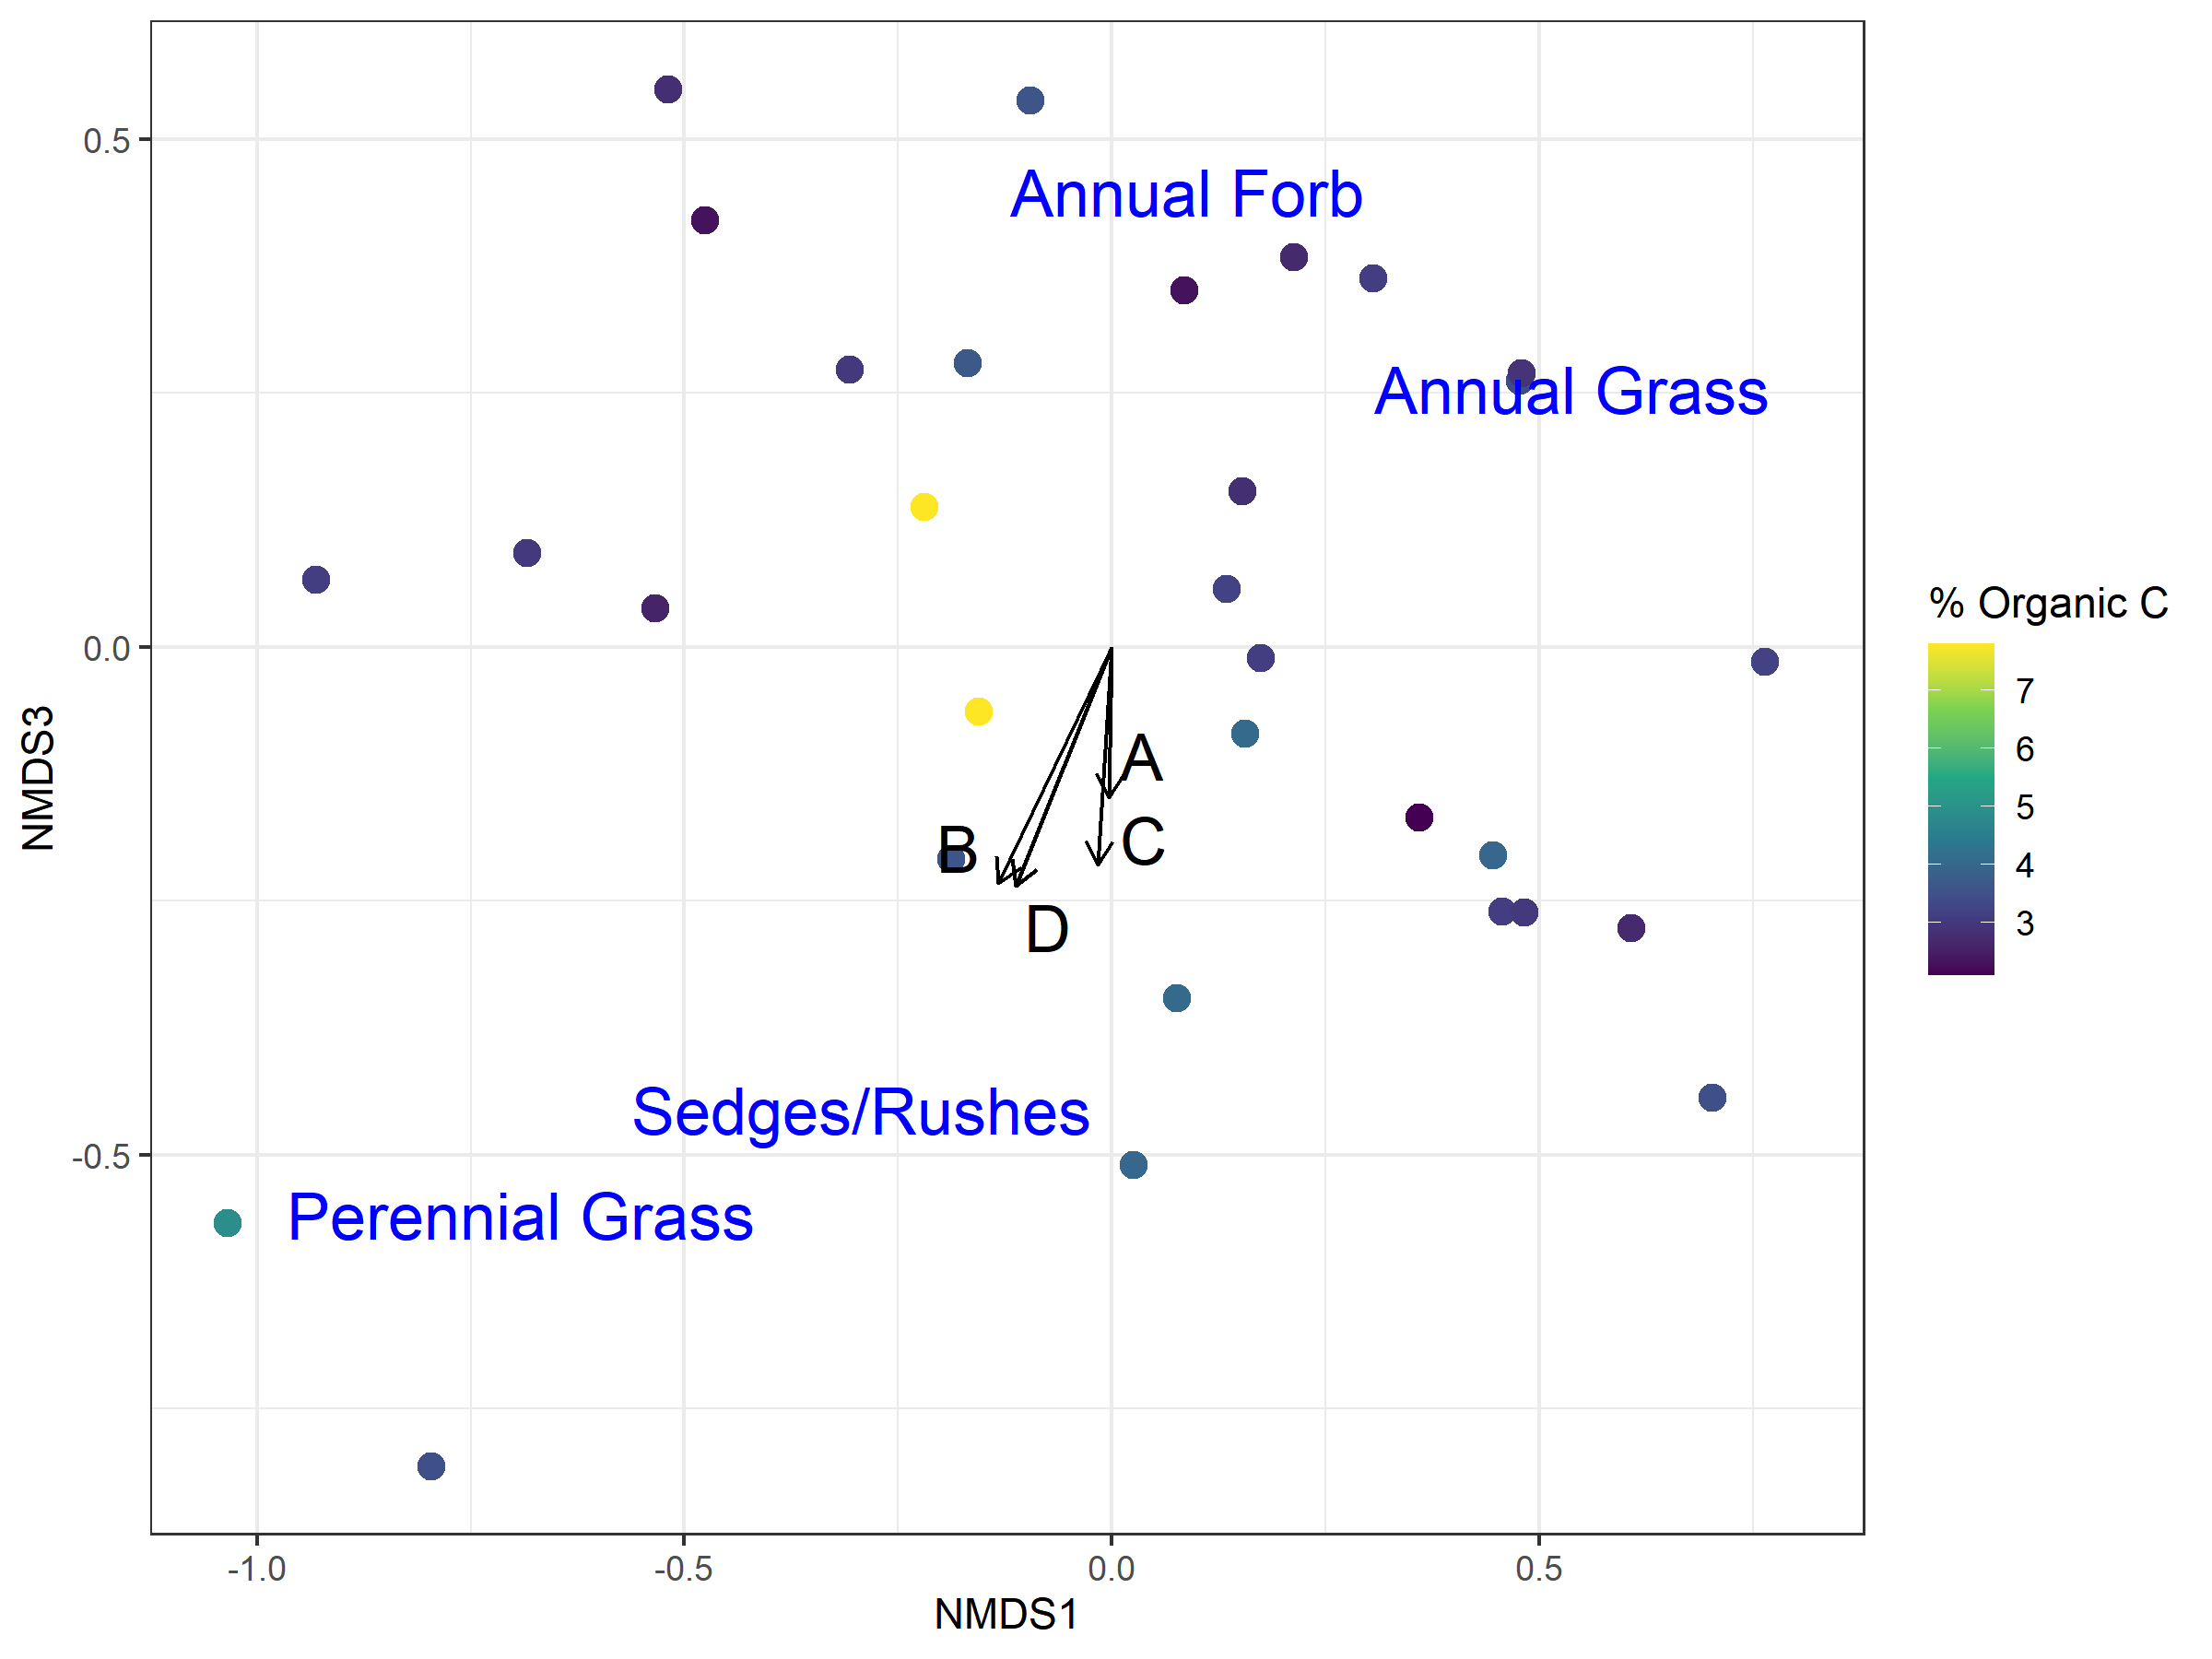 0.5
Annual Forb
Annual Grass
% Organic C
0.0
7
A
6
NMDS3
5
C
B
4
D
3
Sedges/Rushes
-0.5
Perennial Grass
-1.0 -0.5 0.0 0.5
NMDS1